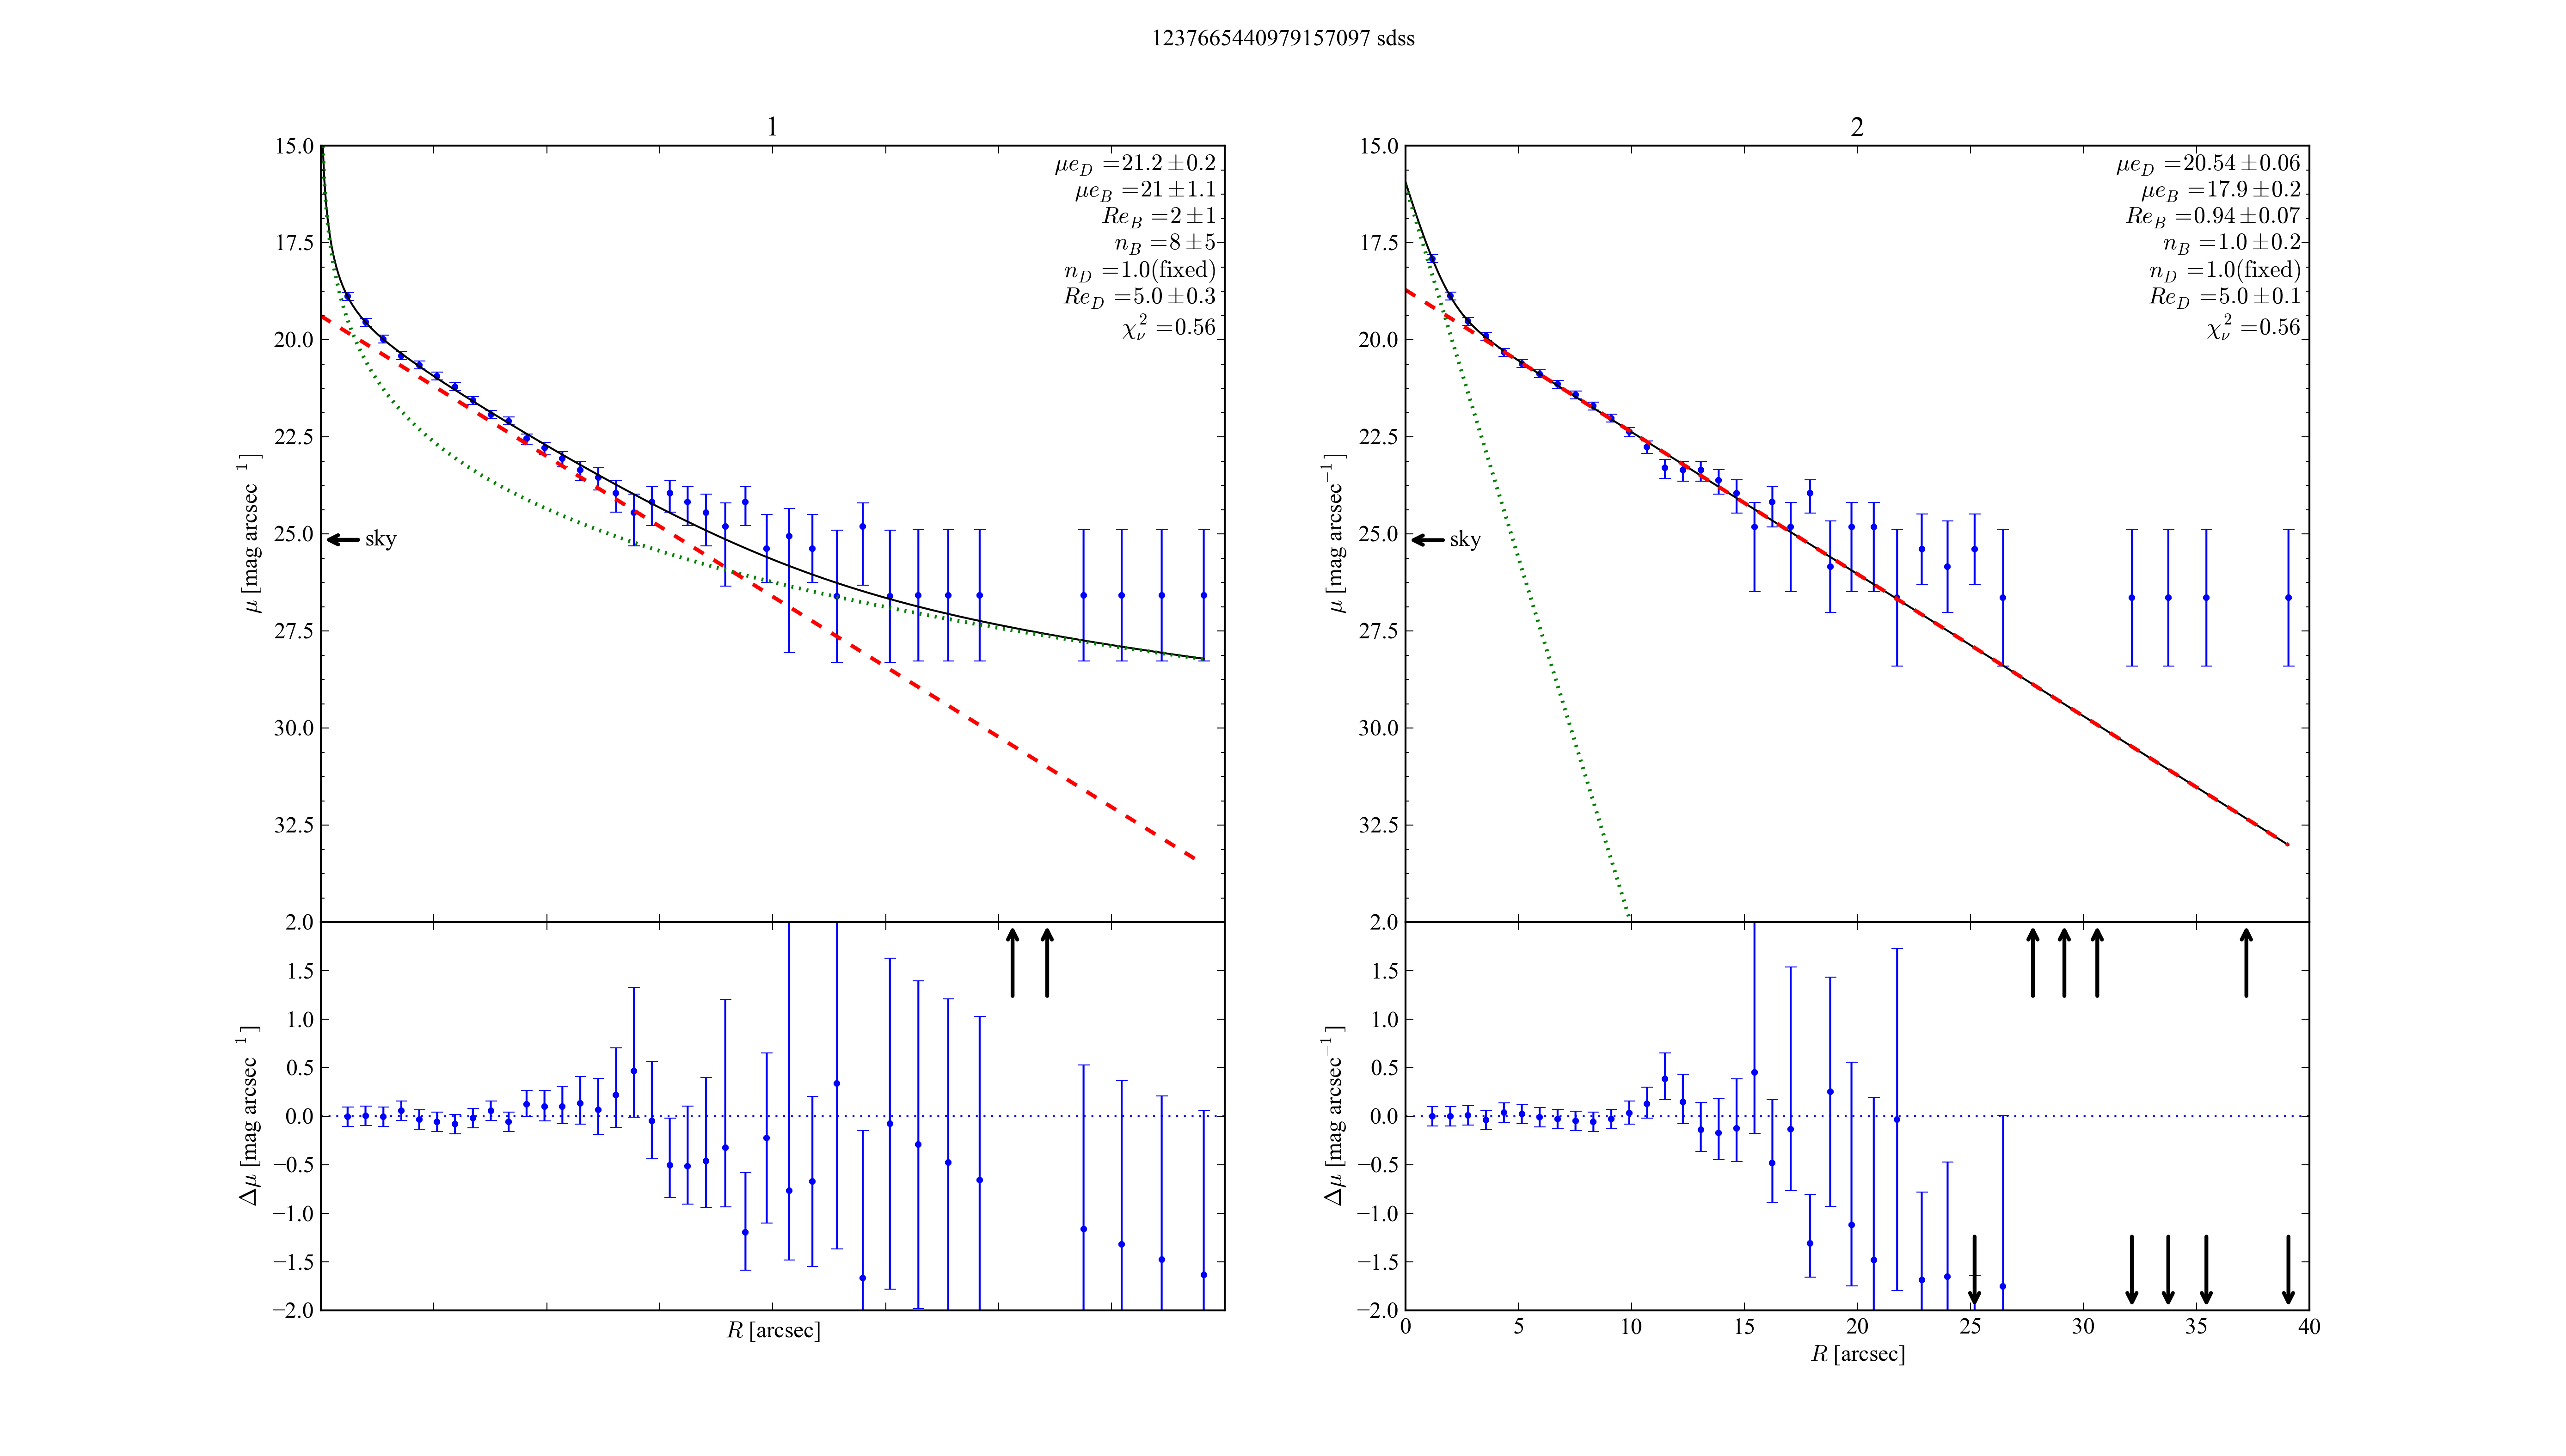 1237665440979157097 sdss
1
15.0
17.5
20.0
22.5
25.0
27.5
30.0
32.5
μ [mag arcsec⁻¹]
μe_D =21.2±0.2
μe_B =21±1.1
Re_B =2±1
n_B =8±5
n_D =1.0(fixed)
Re_D =5.0±0.3
χ²_ν =0.56
sky
2.0
1.5
1.0
0.5
0.0
−0.5
−1.0
−1.5
−2.0
Δμ [mag arcsec⁻¹]
R [arcsec]
2
15.0
17.5
20.0
22.5
25.0
27.5
30.0
32.5
μ [mag arcsec⁻¹]
μe_D =20.54±0.06
μe_B =17.9±0.2
Re_B =0.94±0.07
n_B =1.0±0.2
n_D =1.0(fixed)
Re_D =5.0±0.1
χ²_ν =0.56
sky
2.0
1.5
1.0
0.5
0.0
−0.5
−1.0
−1.5
−2.0
Δμ [mag arcsec⁻¹]
0 5 10 15 20 25 30 35 40
R [arcsec]